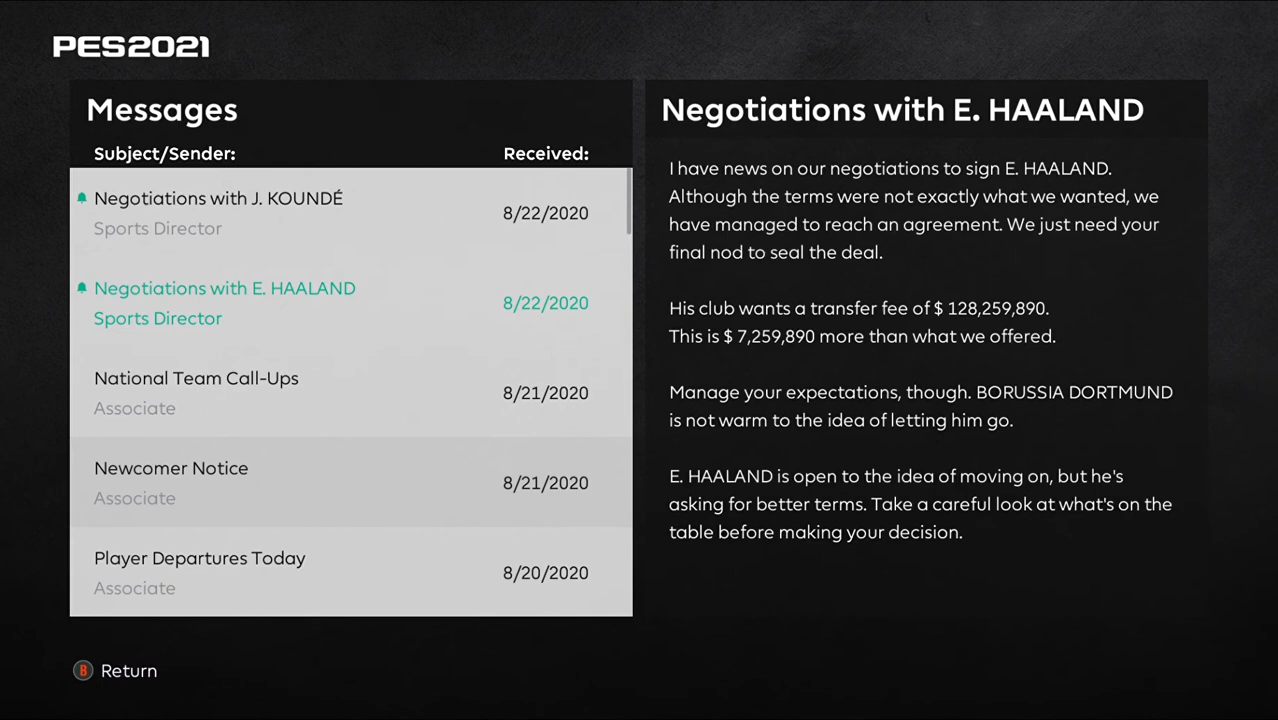 PES2021
Messages
Subject/Sender:
Received:
Negotiations with J. KOUNDÉ
Sports Director
8/22/2020
Negotiations with E. HAALAND
Sports Director
8/22/2020
National Team Call-Ups
Associate
8/21/2020
Newcomer Notice
Associate
8/21/2020
Player Departures Today
Associate
8/20/2020
Negotiations with E. HAALAND
I have news on our negotiations to sign E. HAALAND.
Although the terms were not exactly what we wanted, we
have managed to reach an agreement. We just need your
final nod to seal the deal.
His club wants a transfer fee of $ 128,259,890.
This is $ 7,259,890 more than what we offered.
Manage your expectations, though. BORUSSIA DORTMUND
is not warm to the idea of letting him go.
E. HAALAND is open to the idea of moving on, but he's
asking for better terms. Take a careful look at what's on the
table before making your decision.
B Return